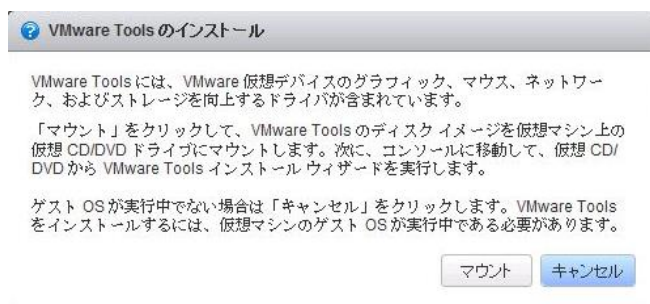 VMware Tools のインストール
VMware Tools には、VMware 仮想デバイスのグラフィック、マウス、ネットワー
ク、およびストレージを向上するドライバが含まれています。
「マウント」をクリックして、VMware Tools のディスク イメージを仮想マシン上の
仮想 CD/DVD ドライブにマウントします。次に、コンソールに移動して、仮想 CD/
DVD から VMware Tools インストール ウィザードを実行します。
ゲスト OS が実行中でない場合は「キャンセル」をクリックします。VMware Tools
をインストールするには、仮想マシンのゲスト OS が実行中である必要があります。
マウント キャンセル